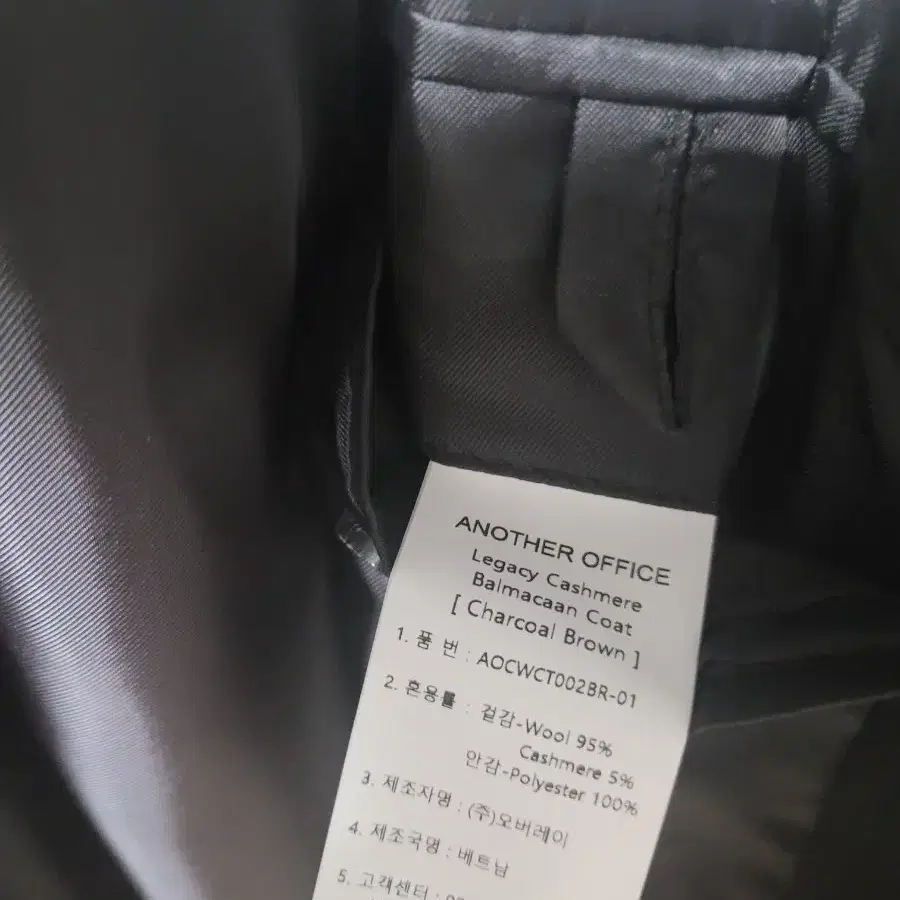 ANOTHER OFFICE
Legacy Cashmere
Balmacaan Coat
[ Charcoal Brown ]
1. 품 번 : AOCWCT002BR-01
2. 혼용률 : 겉감-Wool 95%
Cashmere 5%
안감-Polyester 100%
3. 제조자명 : (주)오버레이
4. 제조국명 : 베트남
5. 고객센터 :